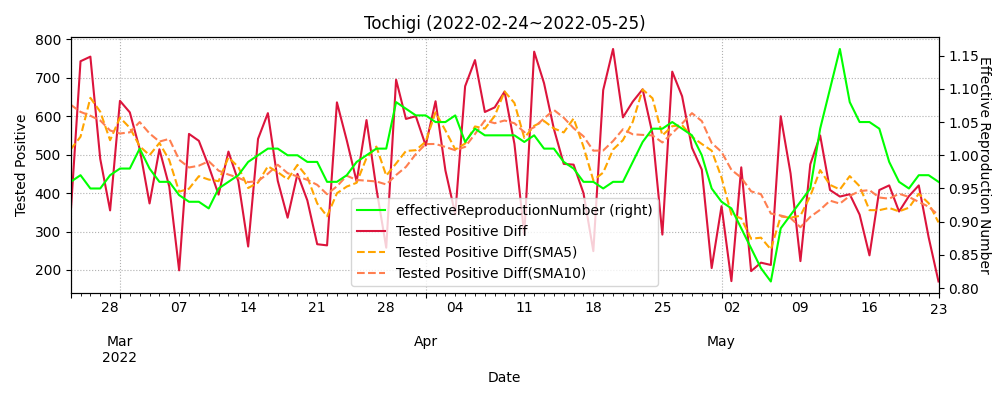 Tochigi (2022-02-24~2022-05-25)
800
700
600
500
400
300
200
Tested Positive
1.15
1.10
1.05
1.00
0.95
0.90
0.85
0.80
Effective Reproduction Number
effectiveReproductionNumber (right)
Tested Positive Diff
Tested Positive Diff(SMA5)
Tested Positive Diff(SMA10)
28 07 14 21 28 04 11 18 25 02 09 16 23
Mar Apr May
2022
Date